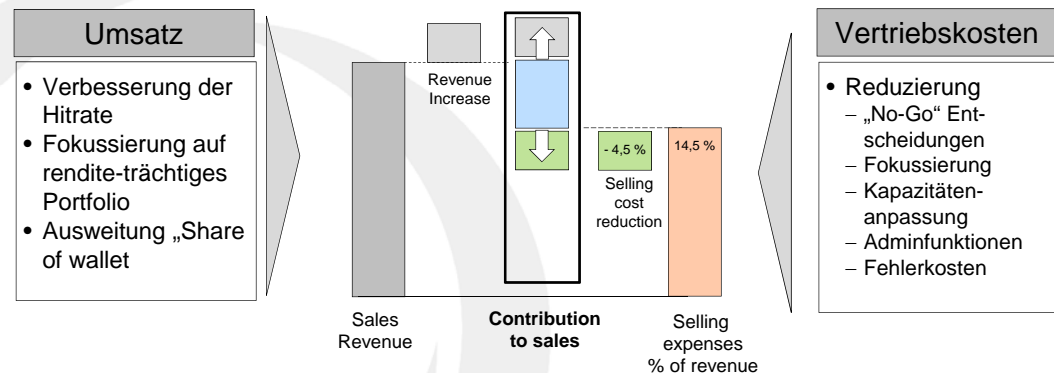 Umsatz
• Verbesserung der
Hitrate
• Fokussierung auf
rendite-trächtiges
Portfolio
• Ausweitung „Share
of wallet
Revenue
Increase
- 4,5 %
Selling
cost
reduction
14,5 %
Sales
Revenue
Contribution
to sales
Selling
expenses
% of revenue
Vertriebskosten
• Reduzierung
– „No-Go“ Ent-
scheidungen
– Fokussierung
– Kapazitäten-
anpassung
– Adminfunktionen
– Fehlerkosten